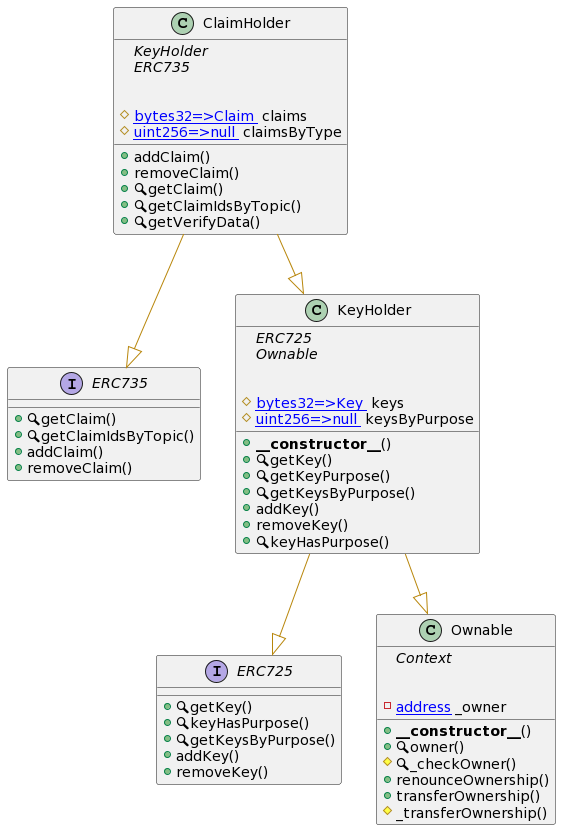 C ClaimHolder
KeyHolder
ERC735
bytes32=>Claim claims
uint256=>null claimsByType
addClaim()
removeClaim()
getClaim()
getClaimIdsByTopic()
getVerifyData()
C KeyHolder
ERC725
Ownable
bytes32=>Key keys
uint256=>null keysByPurpose
__constructor__()
getKey()
getKeyPurpose()
getKeysByPurpose()
addKey()
removeKey()
keyHasPurpose()
I ERC735
getClaim()
getClaimIdsByTopic()
addClaim()
removeClaim()
I ERC725
getKey()
keyHasPurpose()
getKeysByPurpose()
addKey()
removeKey()
C Ownable
Context
address _owner
__constructor__()
owner()
_checkOwner()
renounceOwnership()
transferOwnership()
_transferOwnership()